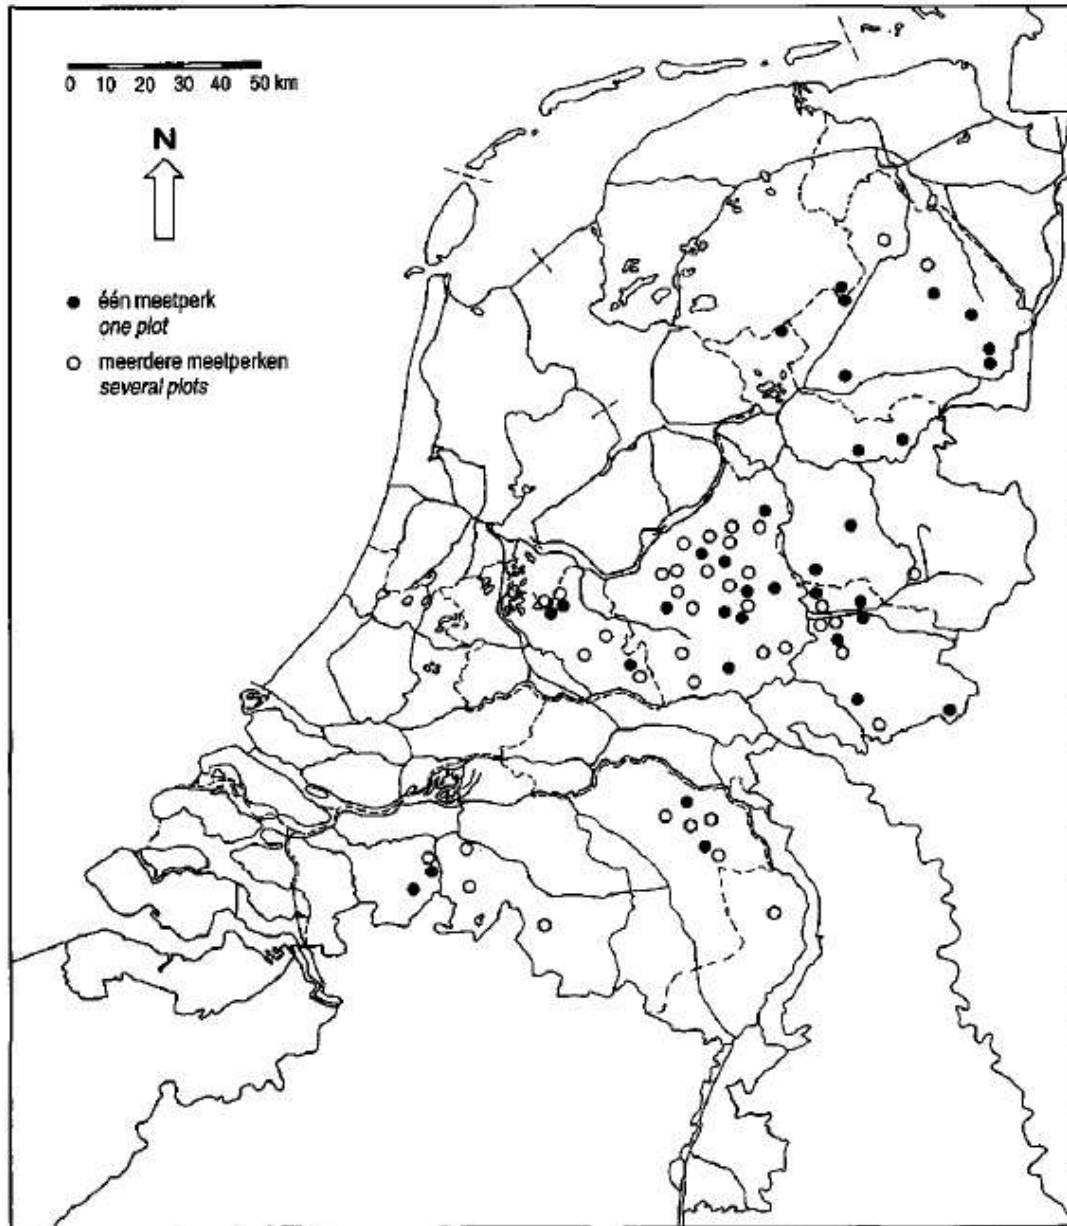 0 10 20 30 40 50 km
N
één meetperk
one plot
meerdere meetperken
several plots